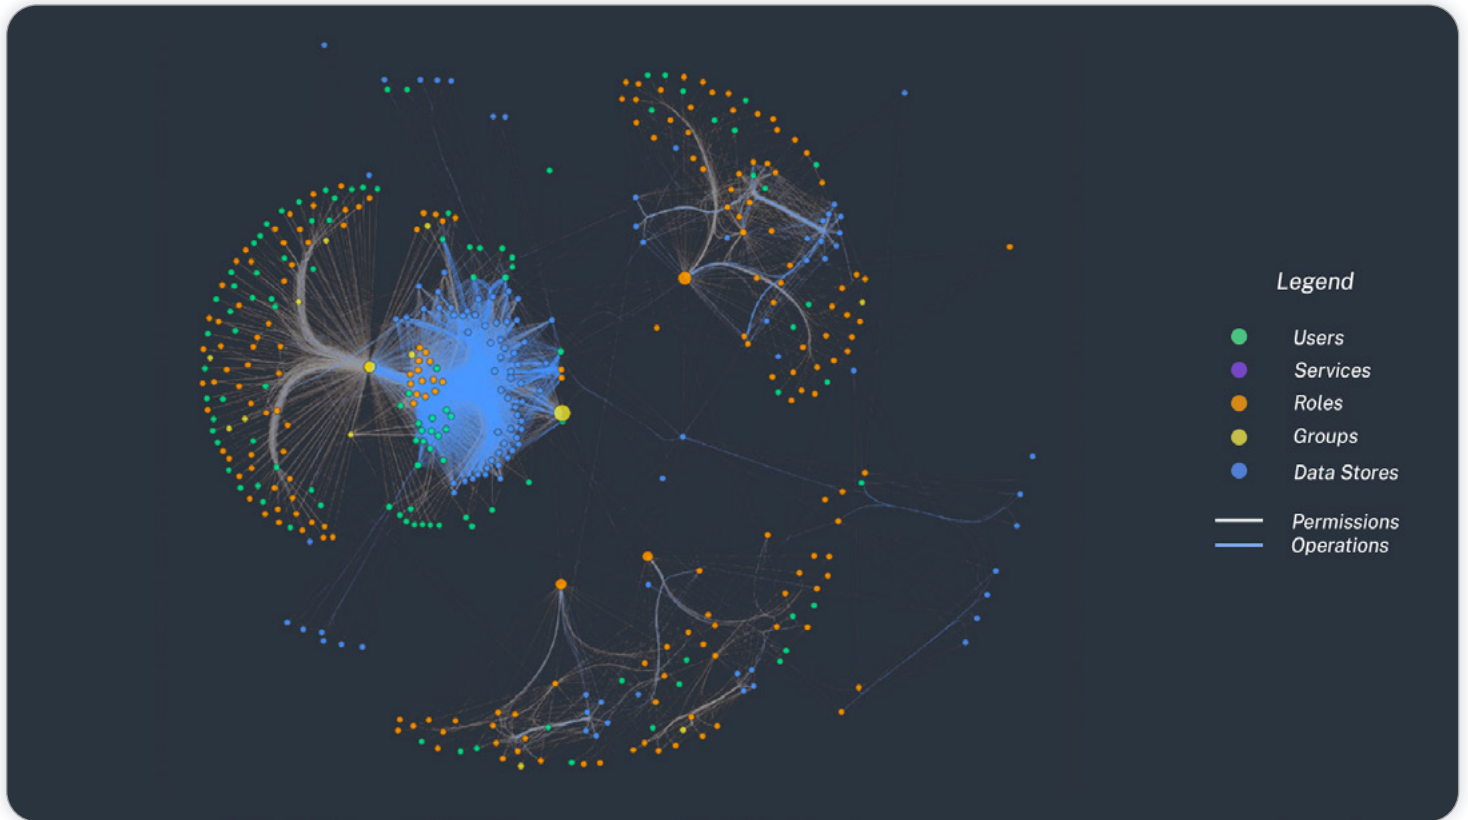 Legend
Users
Services
Roles
Groups
Data Stores
Permissions
Operations